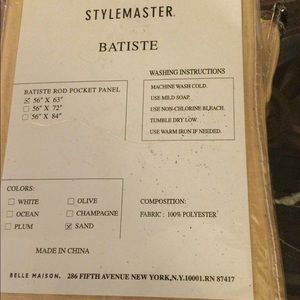 STYLEMASTER®
BATISTE
WASHING INSTRUCTIONS
BATISTE ROD POCKET PANEL
56" X 63"
56" X 72"
56" X 84"
MACHINE WASH COLD.
USE MILD SOAP.
USE NON-CHLORINE BLEACH.
TUMBLE DRY LOW.
USE WARM IRON IF NEEDED.
COLORS:
WHITE OLIVE
OCEAN CHAMPAGNE
PLUM SAND
COMPOSITION:
FABRIC : 100% POLYESTER
MADE IN CHINA
BELLE MAISON. 286 FIFTH AVENUE NEW YORK,N.Y.10001.RN 87417